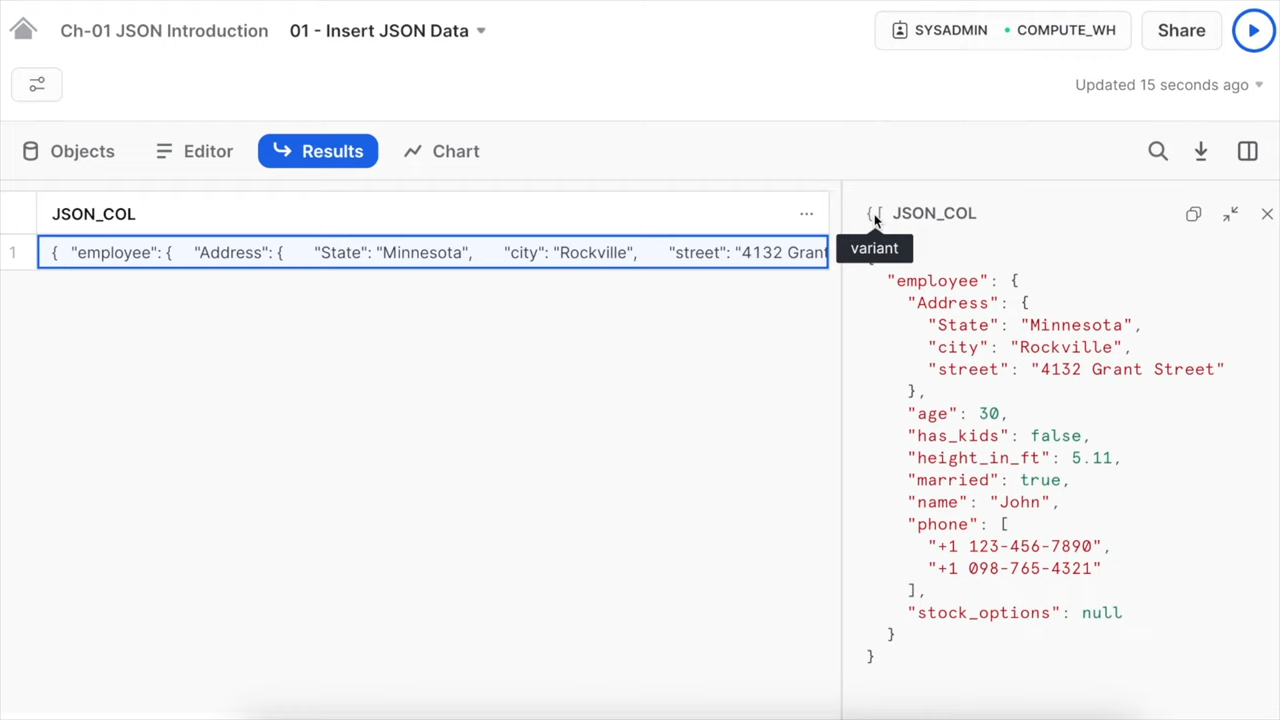 Ch-01 JSON Introduction 01 - Insert JSON Data SYSADMIN COMPUTE_WH Share
Updated 15 seconds ago
Objects Editor Results Chart
JSON_COL ...
1 { "employee": { "Address": { "State": "Minnesota", "city": "Rockville", "street": "4132 Grant
JSON_COL
variant
{
"employee": {
"Address": {
"State": "Minnesota",
"city": "Rockville",
"street": "4132 Grant Street"
},
"age": 30,
"has_kids": false,
"height_in_ft": 5.11,
"married": true,
"name": "John",
"phone": [
"+1 123-456-7890",
"+1 098-765-4321"
],
"stock_options": null
}
}